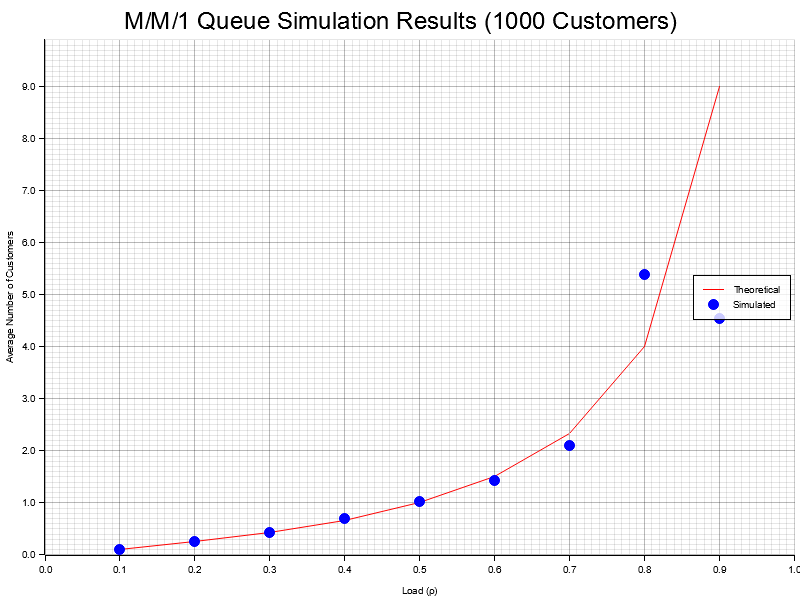 M/M/1 Queue Simulation Results (1000 Customers)
Average Number of Customers
9.0
8.0
7.0
6.0
5.0
4.0
3.0
2.0
1.0
0.0
Theoretical
Simulated
0.0 0.1 0.2 0.3 0.4 0.5 0.6 0.7 0.8 0.9 1.0
Load (ρ)